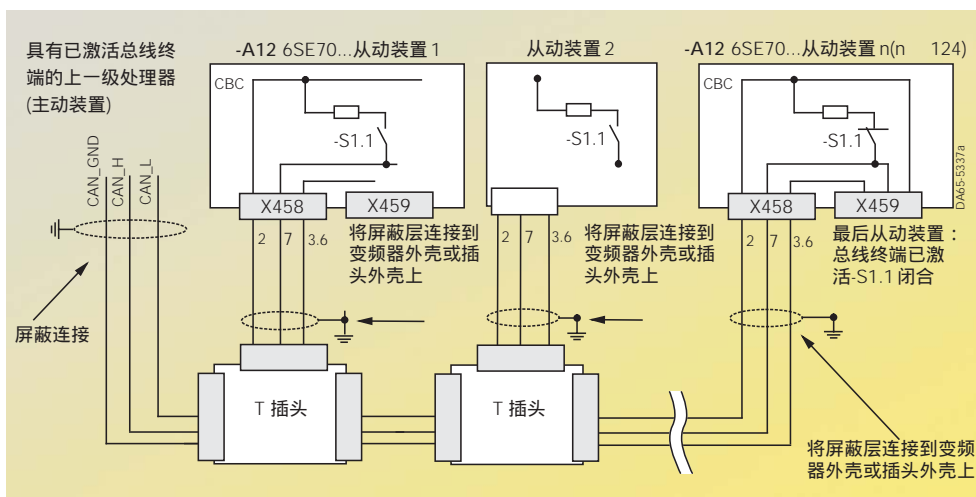 具有已激活总线终
端的上一级处理器
(主动装置)
-A12 6SE70...从动装置 1
从动装置 2
-A12 6SE70...从动装置 n(n 124)
CBC
CBC
-S1.1
-S1.1
-S1.1
CAN_GND
CAN_H
CAN_L
X458
X459
X458
X459
DA65-5337a
2 7 3.6
将屏蔽层连接到
变频器外壳或插
头外壳上
2 7 3.6
将屏蔽层连接到
变频器外壳或插
头外壳上
2 7 3.6
最后从动装置：
总线终端已激
活-S1.1 闭合
屏蔽连接
T 插头
T 插头
将屏蔽层连接到变频
器外壳或插头外壳上